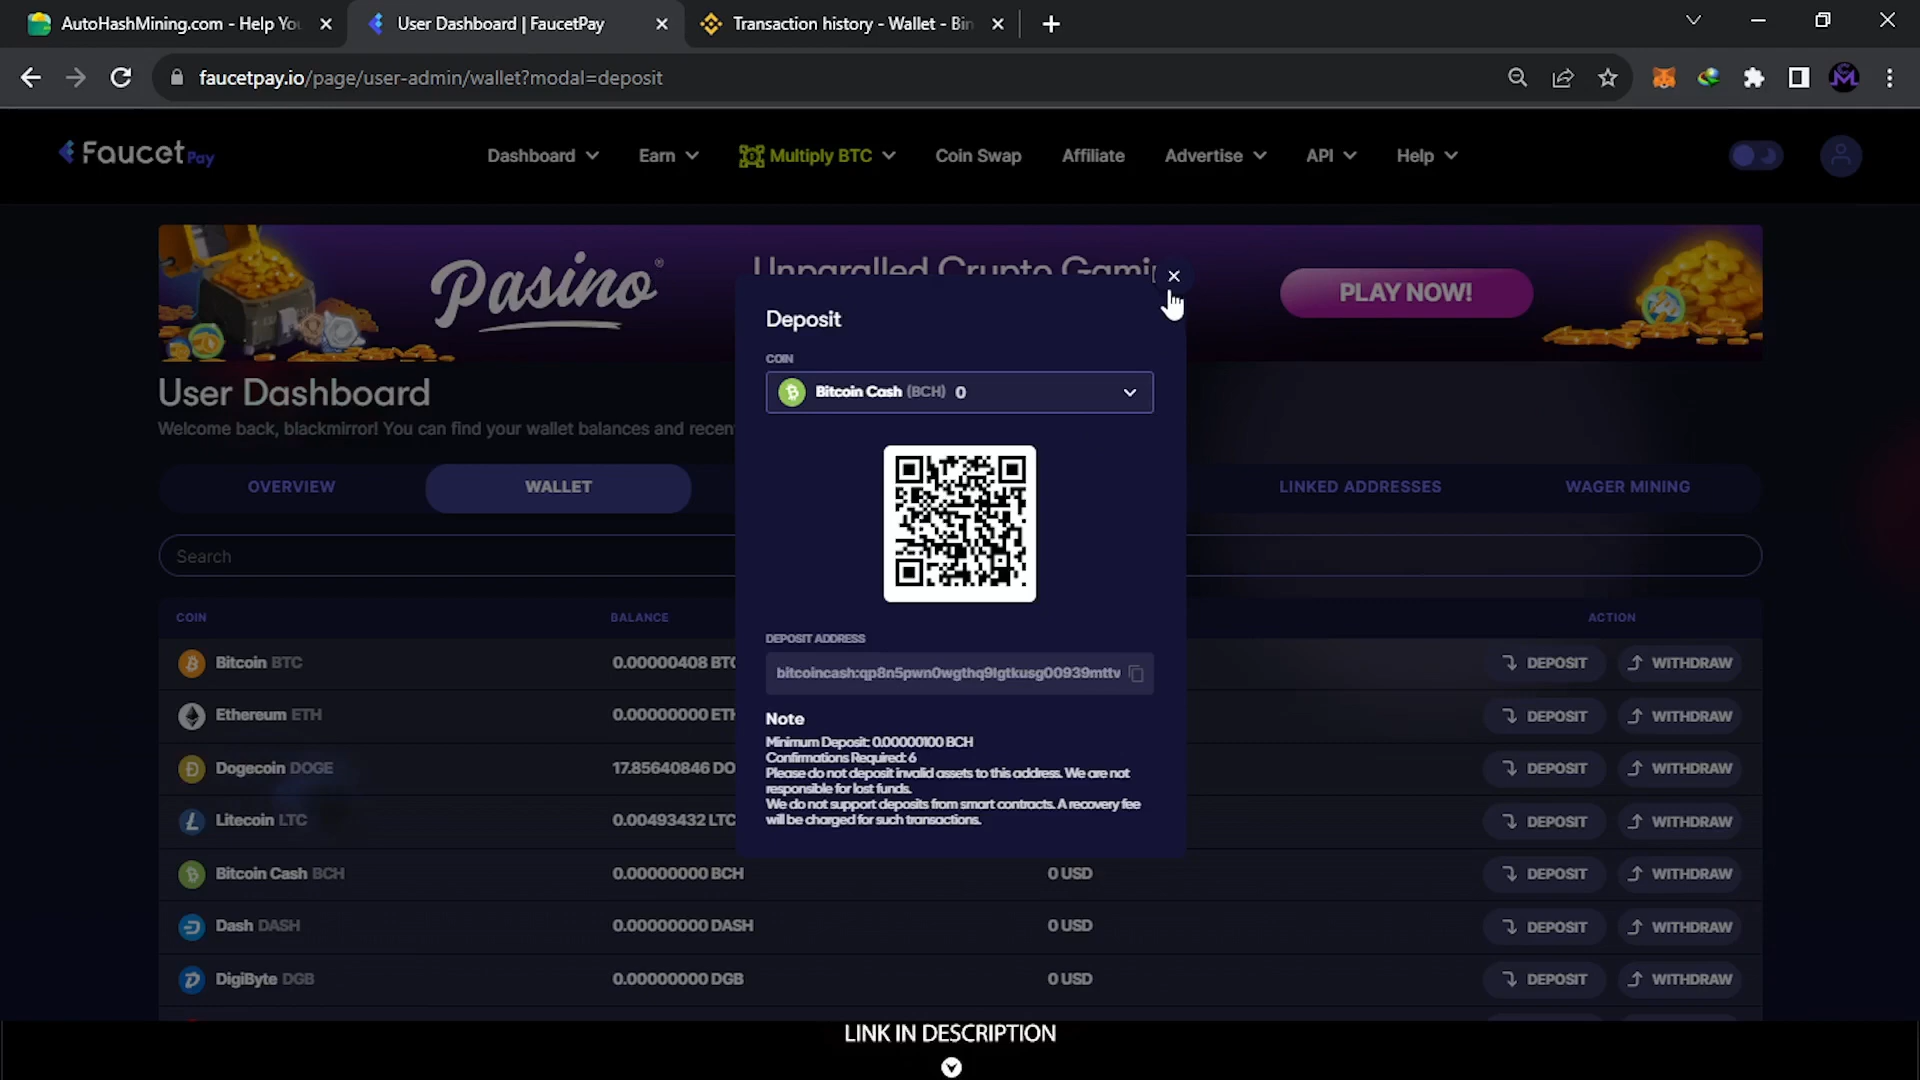 AutoHashMining.com - Help Yo
User Dashboard | FaucetPay
Transaction history - Wallet - Bin
faucetpay.io/page/user-admin/wallet?modal=deposit
FaucetPay
Dashboard
Earn
Multiply BTC
Coin Swap
Affiliate
Advertise
API
Help
Pasino®
Unparalled Crypto Gami
PLAY NOW!
Deposit
COIN
Bitcoin Cash (BCH) 0
User Dashboard
Welcome back, blackmirror! You can find your wallet balances and recen
OVERVIEW
WALLET
LINKED ADDRESSES
WAGER MINING
Search
COIN
BALANCE
ACTION
DEPOSIT ADDRESS
bitcoincash:qp8n5pwn0wgthq9lgtkusg00939mttv
Note
Minimum Deposit: 0.00000100 BCH
Confirmations Required: 6
Please do not deposit invalid assets to this address. We are not
responsible for lost funds.
We do not support deposits from smart contracts. A recovery fee
will be charged for such transactions.
Bitcoin BTC 0.00000408 BTC DEPOSIT WITHDRAW
Ethereum ETH 0.00000000 ETH DEPOSIT WITHDRAW
Dogecoin DOGE 17.85640846 DO DEPOSIT WITHDRAW
Litecoin LTC 0.00493432 LTC DEPOSIT WITHDRAW
Bitcoin Cash BCH 0.00000000 BCH 0 USD DEPOSIT WITHDRAW
Dash DASH 0.00000000 DASH 0 USD DEPOSIT WITHDRAW
DigiByte DGB 0.00000000 DGB 0 USD DEPOSIT WITHDRAW
LINK IN DESCRIPTION